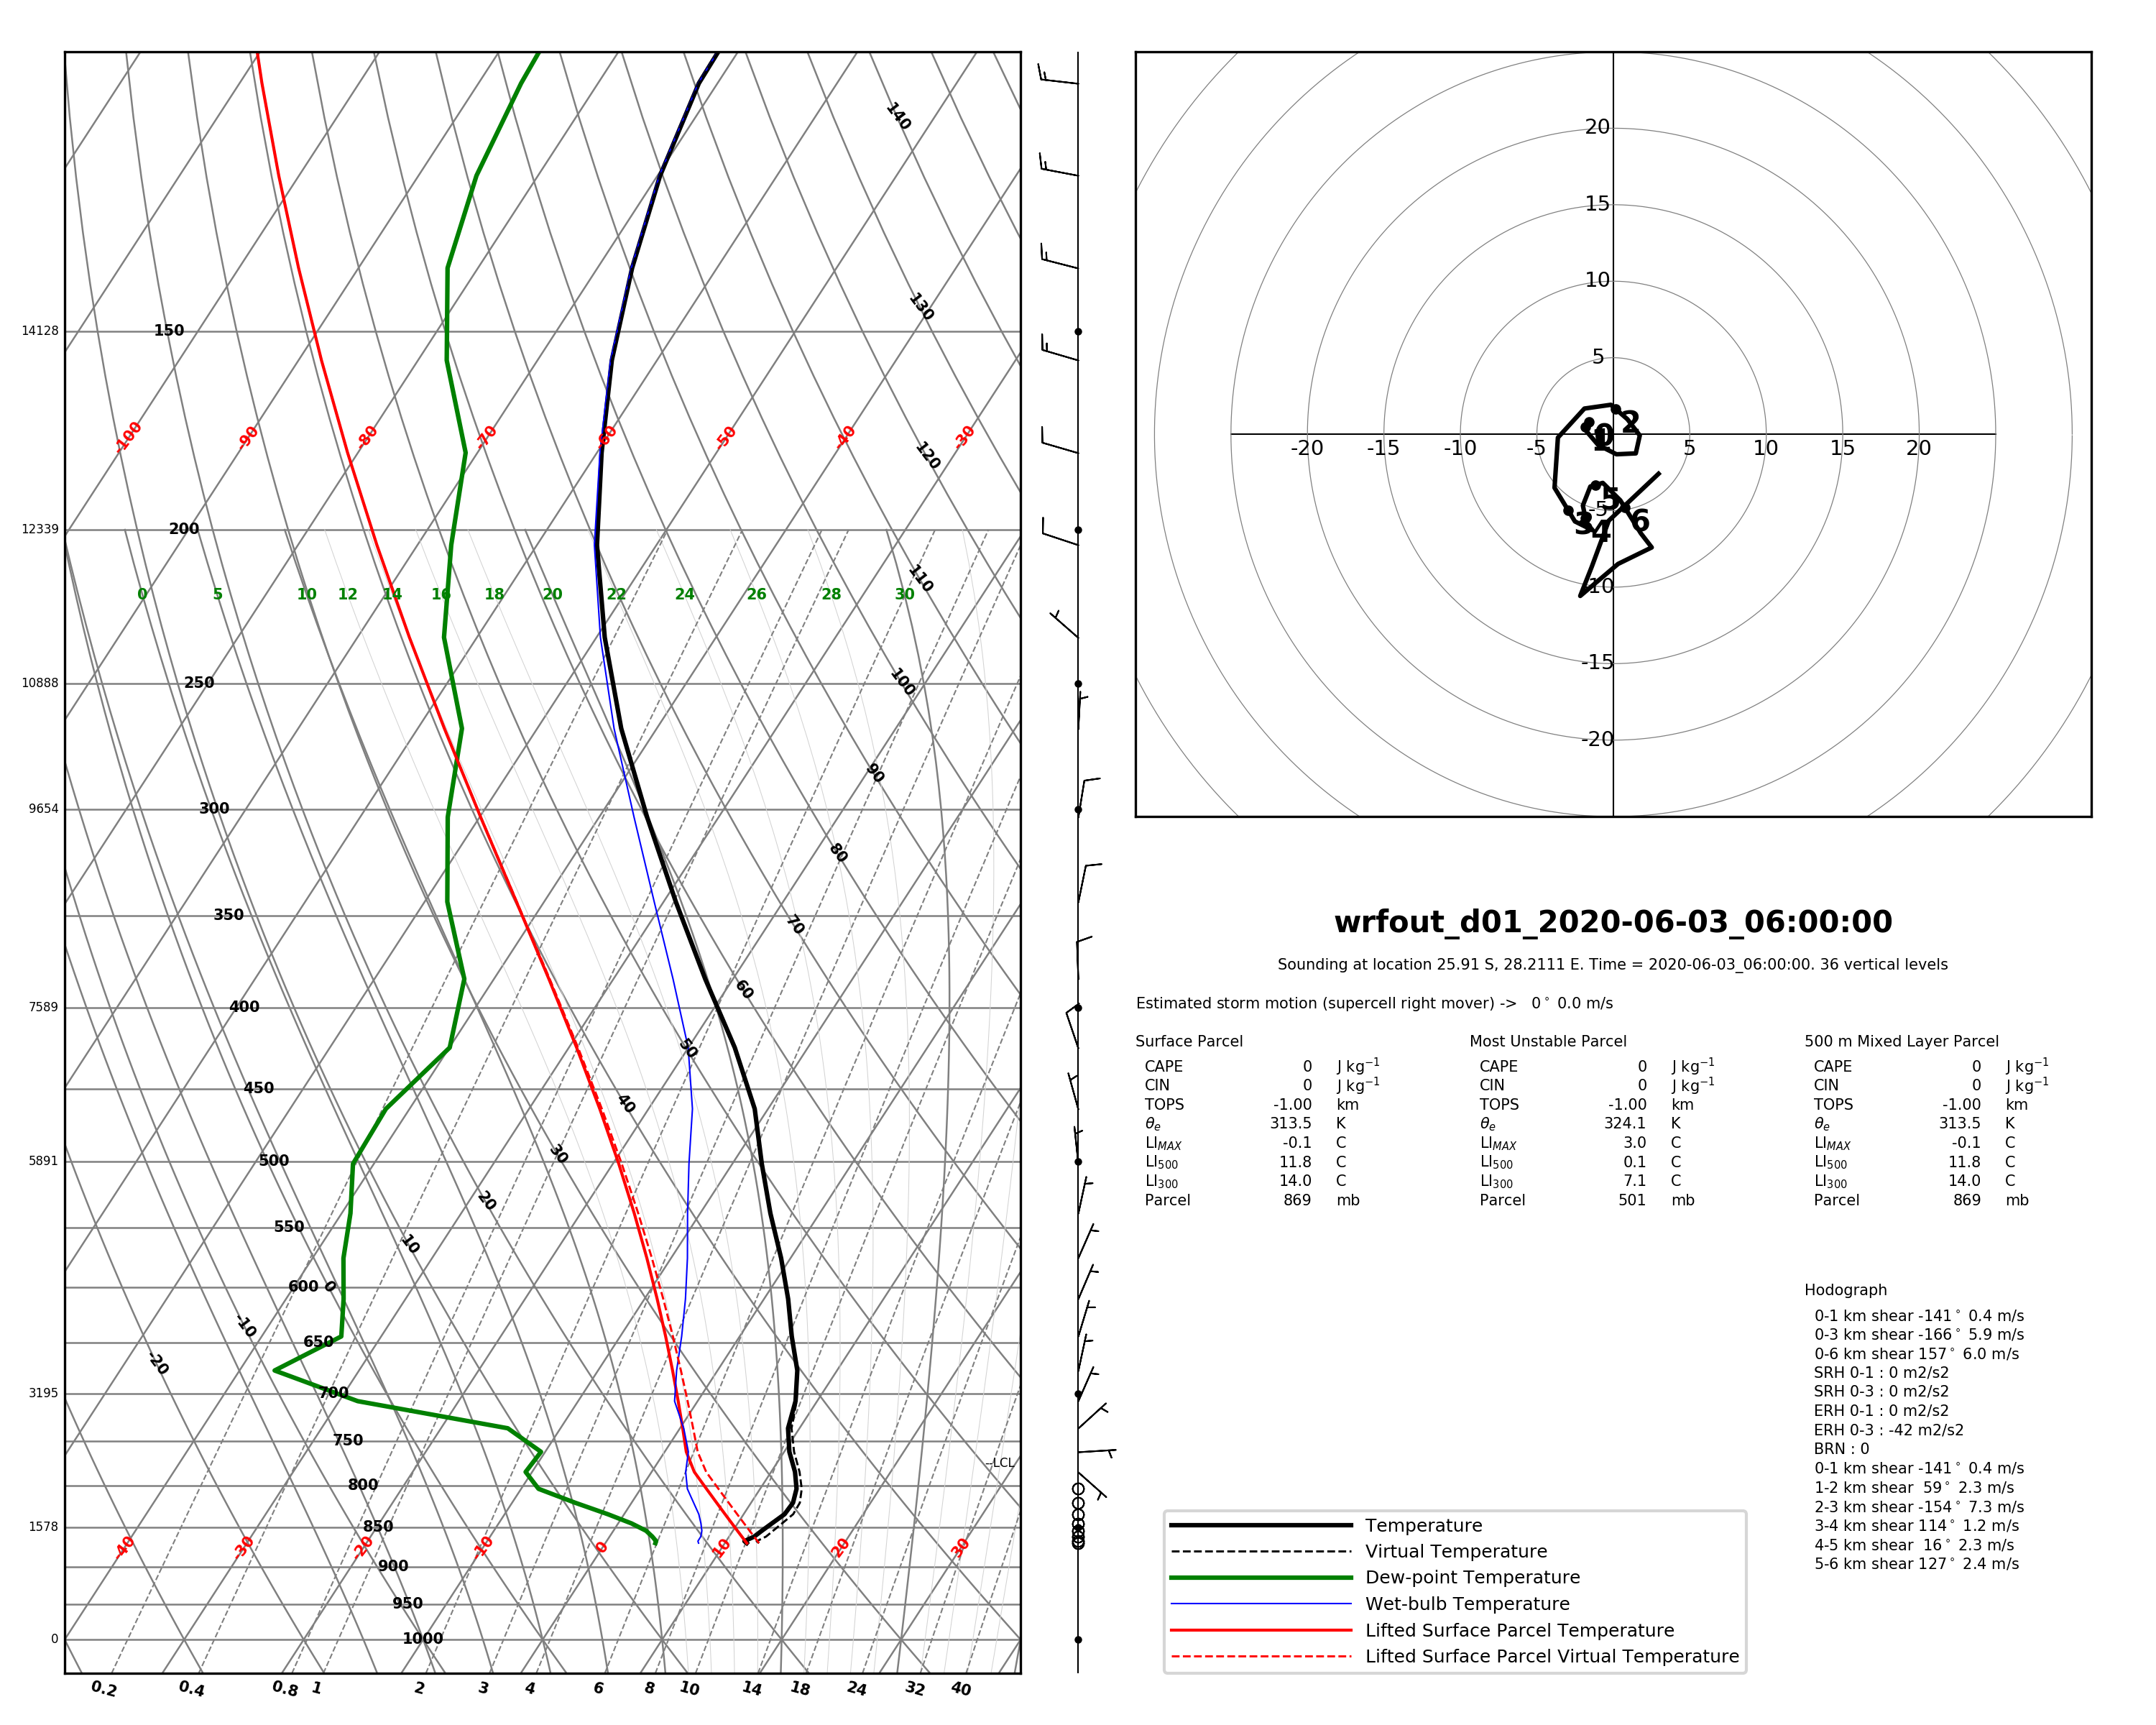 140
130
14128 150
-100 -90 -80 -70 -60 -50 -40 -30
120
12339 200
110
0 5 10 12 14 16 18 20 22 24 26 28 30
10888 250
100
90
9654 300
80
350
70
60
7589 400
50
450
40
5891 500
30
20
550
10
600 0
-10
650
-20
3195 700
750
--LCL
800
1578 850
-40 -30 -20 -10 0 10 20 30
900
950
0 1000
0.2 0.4 0.8 1 2 3 4 6 8 10 14 18 24 32 40
20
15
10
5
-20 -15 -10 -5 5 10 15 20
-5
-10
-15
-20
0
1
2
3
4
5
6
wrfout_d01_2020-06-03_06:00:00
Sounding at location 25.91 S, 28.2111 E. Time = 2020-06-03_06:00:00. 36 vertical levels
Estimated storm motion (supercell right mover) -> 0° 0.0 m/s
Surface Parcel
CAPE 0 J kg⁻¹
CIN 0 J kg⁻¹
TOPS -1.00 km
θe 313.5 K
LIMAX -0.1 C
LI500 11.8 C
LI300 14.0 C
Parcel 869 mb
Most Unstable Parcel
CAPE 0 J kg⁻¹
CIN 0 J kg⁻¹
TOPS -1.00 km
θe 324.1 K
LIMAX 3.0 C
LI500 0.1 C
LI300 7.1 C
Parcel 501 mb
500 m Mixed Layer Parcel
CAPE 0 J kg⁻¹
CIN 0 J kg⁻¹
TOPS -1.00 km
θe 313.5 K
LIMAX -0.1 C
LI500 11.8 C
LI300 14.0 C
Parcel 869 mb
Hodograph
0-1 km shear -141° 0.4 m/s
0-3 km shear -166° 5.9 m/s
0-6 km shear 157° 6.0 m/s
SRH 0-1 : 0 m2/s2
SRH 0-3 : 0 m2/s2
ERH 0-1 : 0 m2/s2
ERH 0-3 : -42 m2/s2
BRN : 0
0-1 km shear -141° 0.4 m/s
1-2 km shear 59° 2.3 m/s
2-3 km shear -154° 7.3 m/s
3-4 km shear 114° 1.2 m/s
4-5 km shear 16° 2.3 m/s
5-6 km shear 127° 2.4 m/s
Temperature
Virtual Temperature
Dew-point Temperature
Wet-bulb Temperature
Lifted Surface Parcel Temperature
Lifted Surface Parcel Virtual Temperature